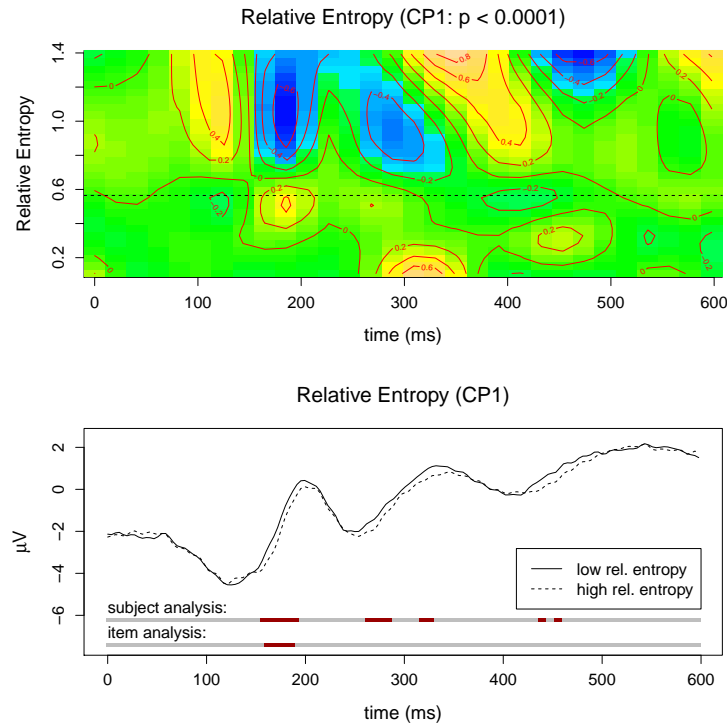 Relative Entropy (CP1: p < 0.0001)
Relative Entropy
1.4
1.0
0.6
0.2
0 100 200 300 400 500 600
time (ms)
Relative Entropy (CP1)
μV
2
0
-2
-4
-6
low rel. entropy
high rel. entropy
subject analysis:
item analysis:
0 100 200 300 400 500 600
time (ms)